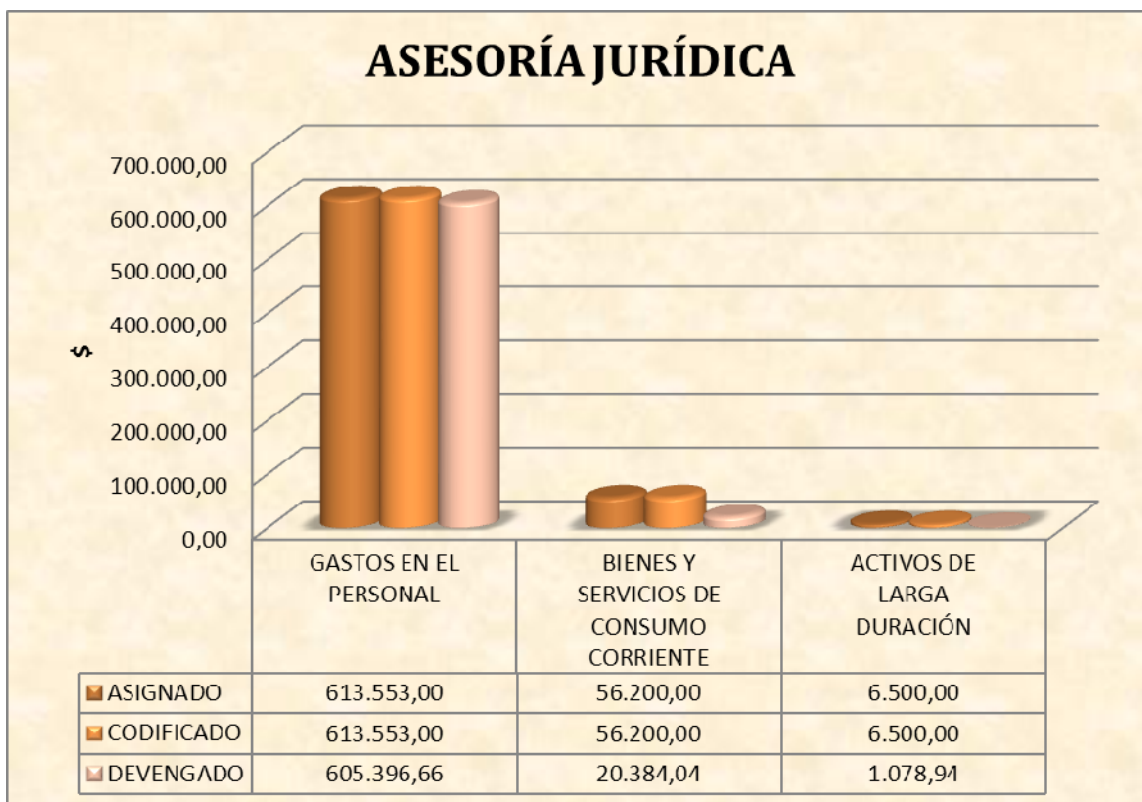 ASESORÍA JURÍDICA
700.000,00
600.000,00
500.000,00
400.000,00
300.000,00
200.000,00
100.000,00
0,00
$
GASTOS EN EL
PERSONAL
BIENES Y
SERVICIOS DE
CONSUMO
CORRIENTE
ACTIVOS DE
LARGA
DURACIÓN
ASIGNADO 613.553,00 56.200,00 6.500,00
CODIFICADO 613.553,00 56.200,00 6.500,00
DEVENGADO 605.396,66 20.384,04 1.078,94